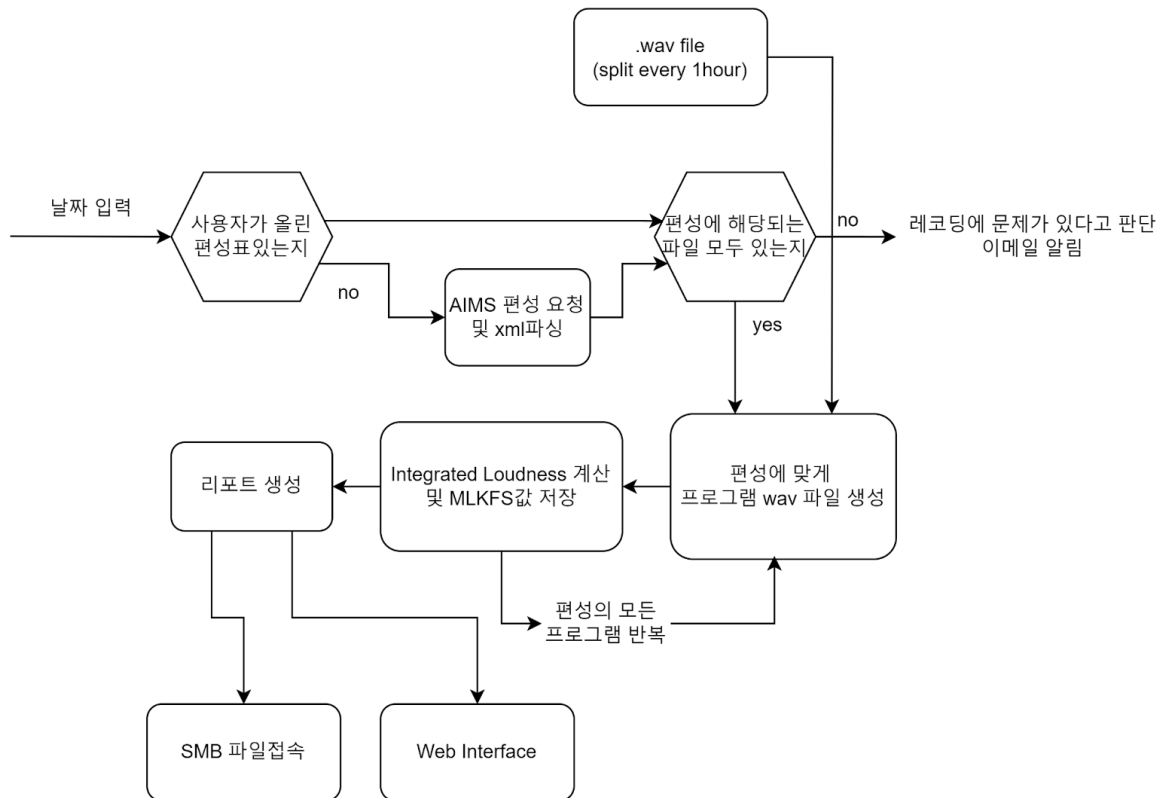 .wav file
(split every 1hour)
날짜 입력
사용자가 올린
편성표있는지
편성에 해당되는
파일 모두 있는지
no
레코딩에 문제가 있다고 판단
이메일 알림
no
AIMS 편성 요청
및 xml파싱
yes
리포트 생성
Integrated Loudness 계산
및 MLKFS값 저장
편성에 맞게
프로그램 wav 파일 생성
편성의 모든
프로그램 반복
SMB 파일접속
Web Interface